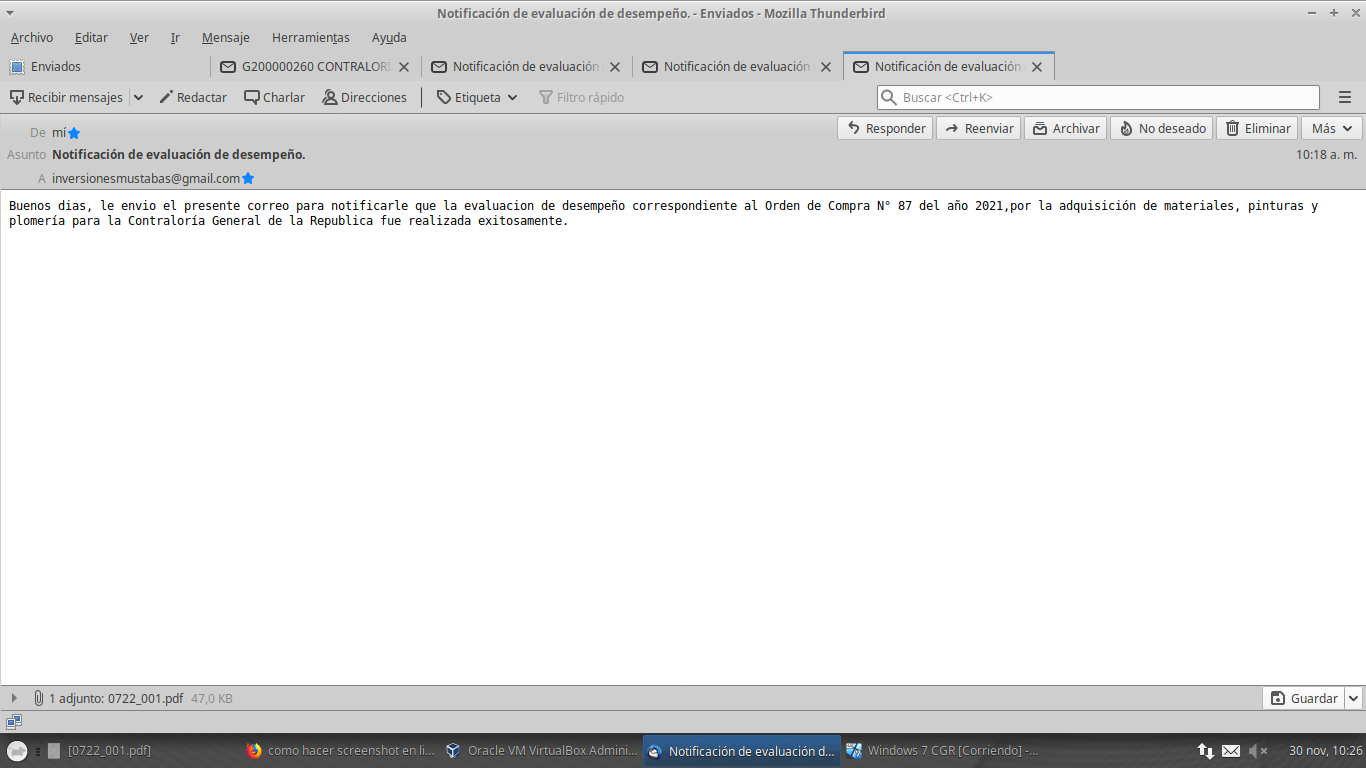 Notificación de evaluación de desempeño. - Enviados - Mozilla Thunderbird
Archivo Editar Ver Ir Mensaje Herramientas Ayuda
Enviados G200000260 CONTRALORÍ Notificación de evaluación Notificación de evaluación Notificación de evaluación
Recibir mensajes Redactar Charlar Direcciones Etiqueta Filtro rápido Buscar <Ctrl+K>
De mí Responder Reenviar Archivar No deseado Eliminar Más
Asunto Notificación de evaluación de desempeño. 10:18 a. m.
A inversionesmustabas@gmail.com
Buenos dias, le envio el presente correo para notificarle que la evaluacion de desempeño correspondiente al Orden de Compra N° 87 del año 2021,por la adquisición de materiales, pinturas y
plomería para la Contraloría General de la Republica fue realizada exitosamente.
1 adjunto: 0722_001.pdf 47,0 KB Guardar
[0722_001.pdf] como hacer screenshot en li... Oracle VM VirtualBox Admini... Notificación de evaluación d... Windows 7 CGR [Corriendo] -... 30 nov, 10:26